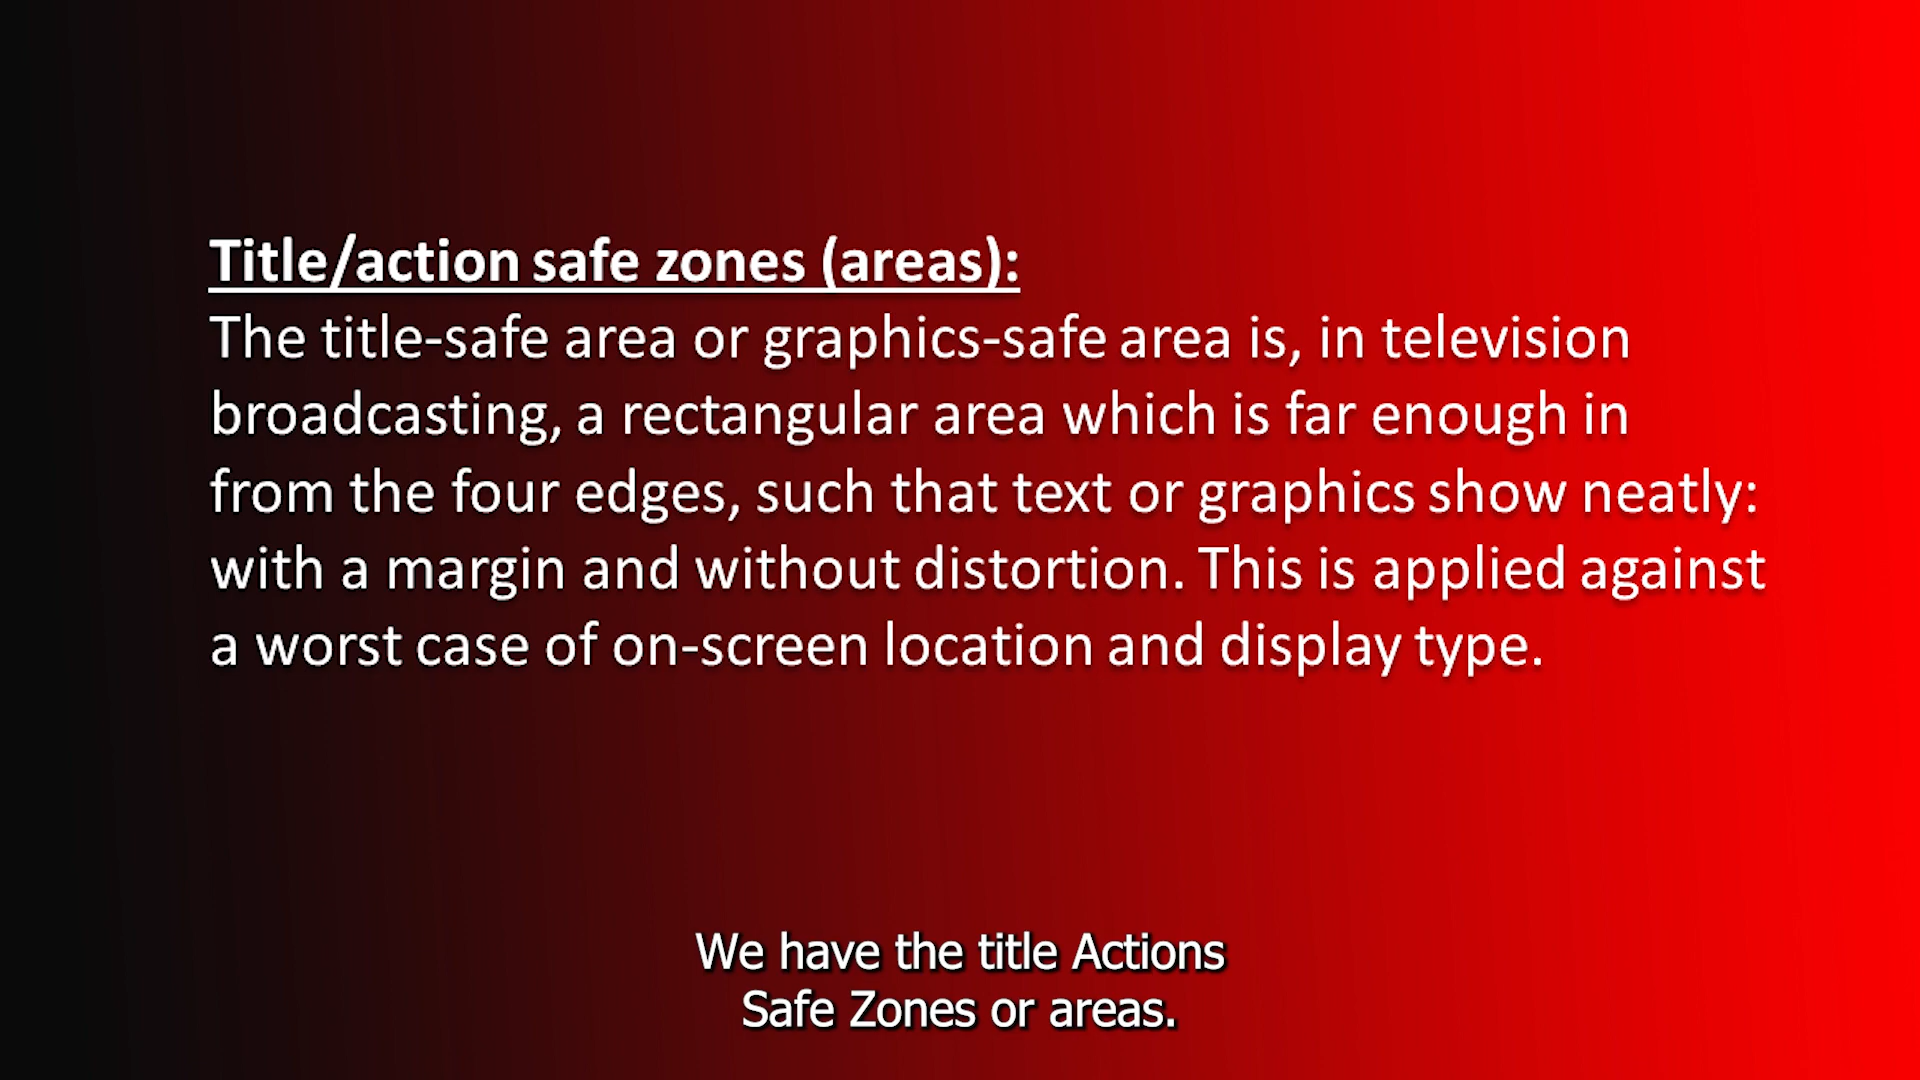 Title/action safe zones (areas):
The title-safe area or graphics-safe area is, in television
broadcasting, a rectangular area which is far enough in
from the four edges, such that text or graphics show neatly:
with a margin and without distortion. This is applied against
a worst case of on-screen location and display type.
We have the title Actions
Safe Zones or areas.